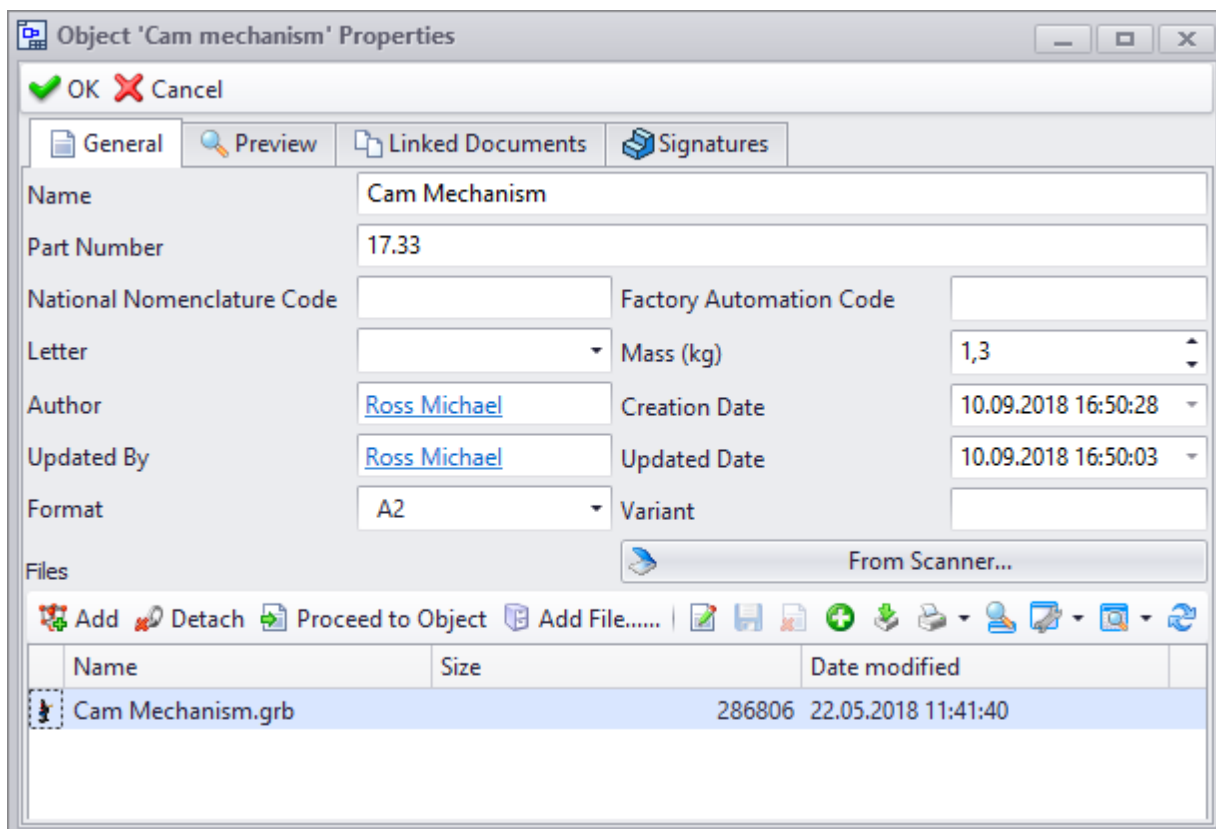 Object 'Cam mechanism' Properties
OK Cancel
General Preview Linked Documents Signatures
Name Cam Mechanism
Part Number 17.33
National Nomenclature Code Factory Automation Code
Letter Mass (kg) 1,3
Author Ross Michael Creation Date 10.09.2018 16:50:28
Updated By Ross Michael Updated Date 10.09.2018 16:50:03
Format A2 Variant
Files From Scanner...
Add Detach Proceed to Object Add File......
Name Size Date modified
Cam Mechanism.grb 286806 22.05.2018 11:41:40